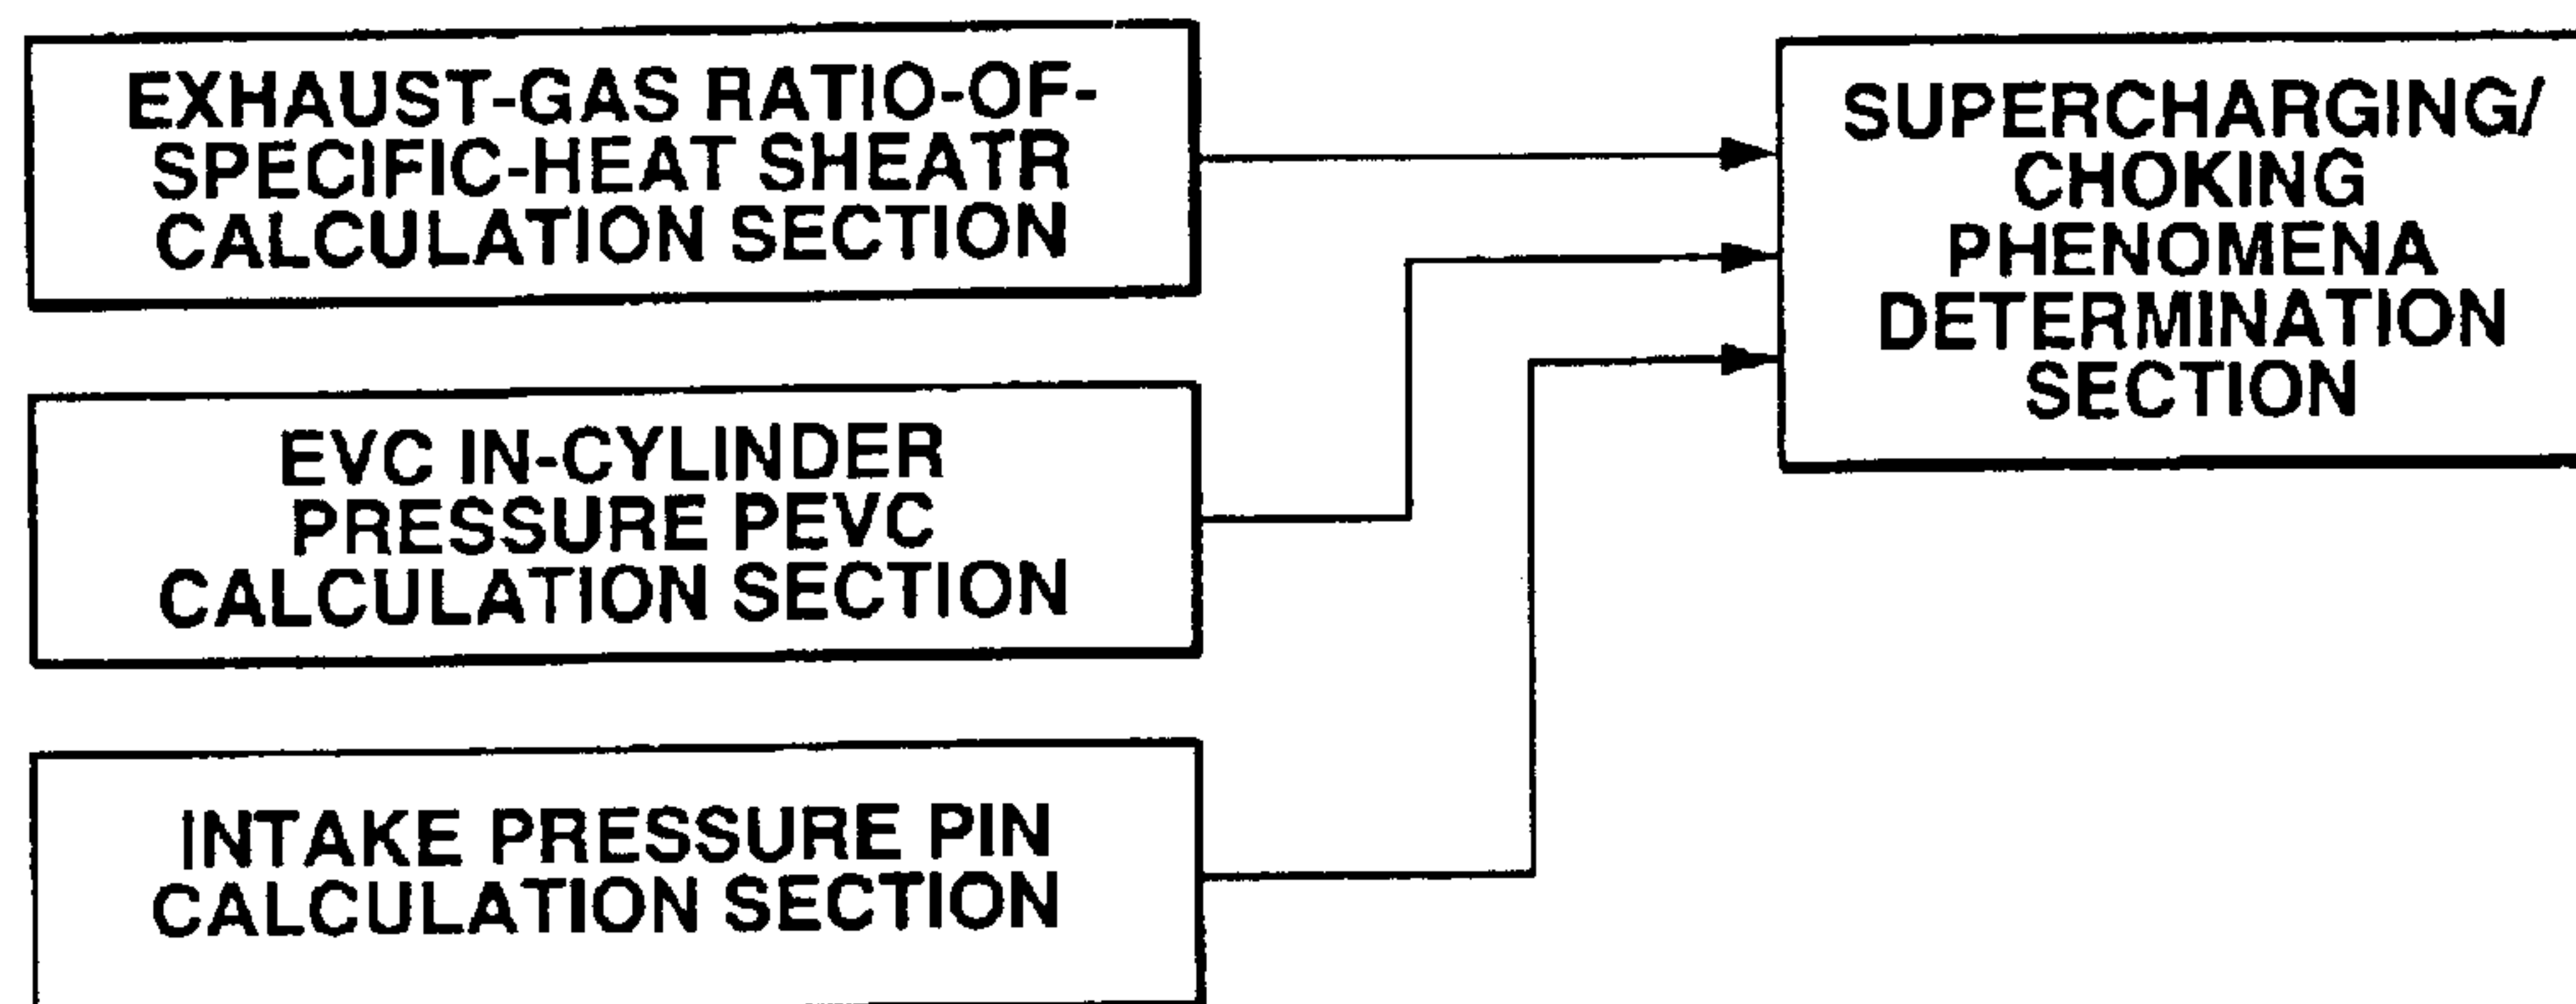 EXHAUST-GAS RATIO-OF-
SPECIFIC-HEAT SHEATR
CALCULATION SECTION
EVC IN-CYLINDER
PRESSURE PEVC
CALCULATION SECTION
INTAKE PRESSURE PIN
CALCULATION SECTION
SUPERCHARGING/
CHOKING
PHENOMENA
DETERMINATION
SECTION